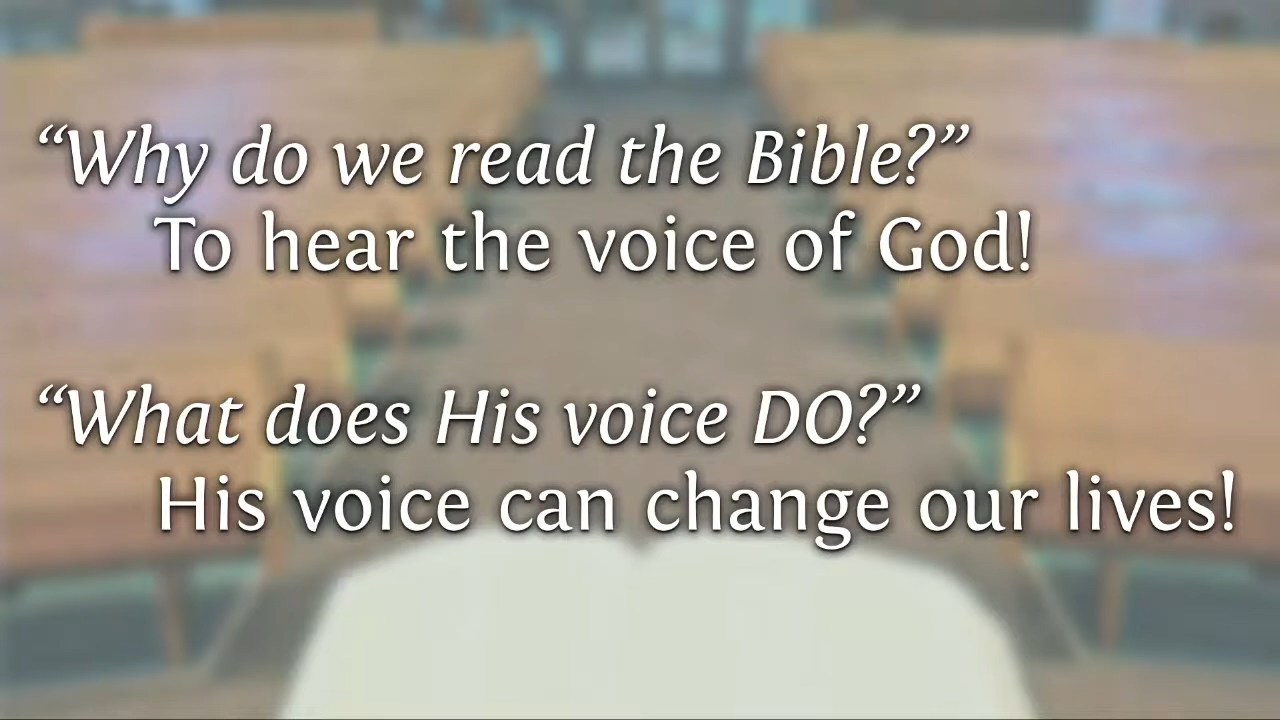 “Why do we read the Bible?”
To hear the voice of God!
“What does His voice DO?”
His voice can change our lives!